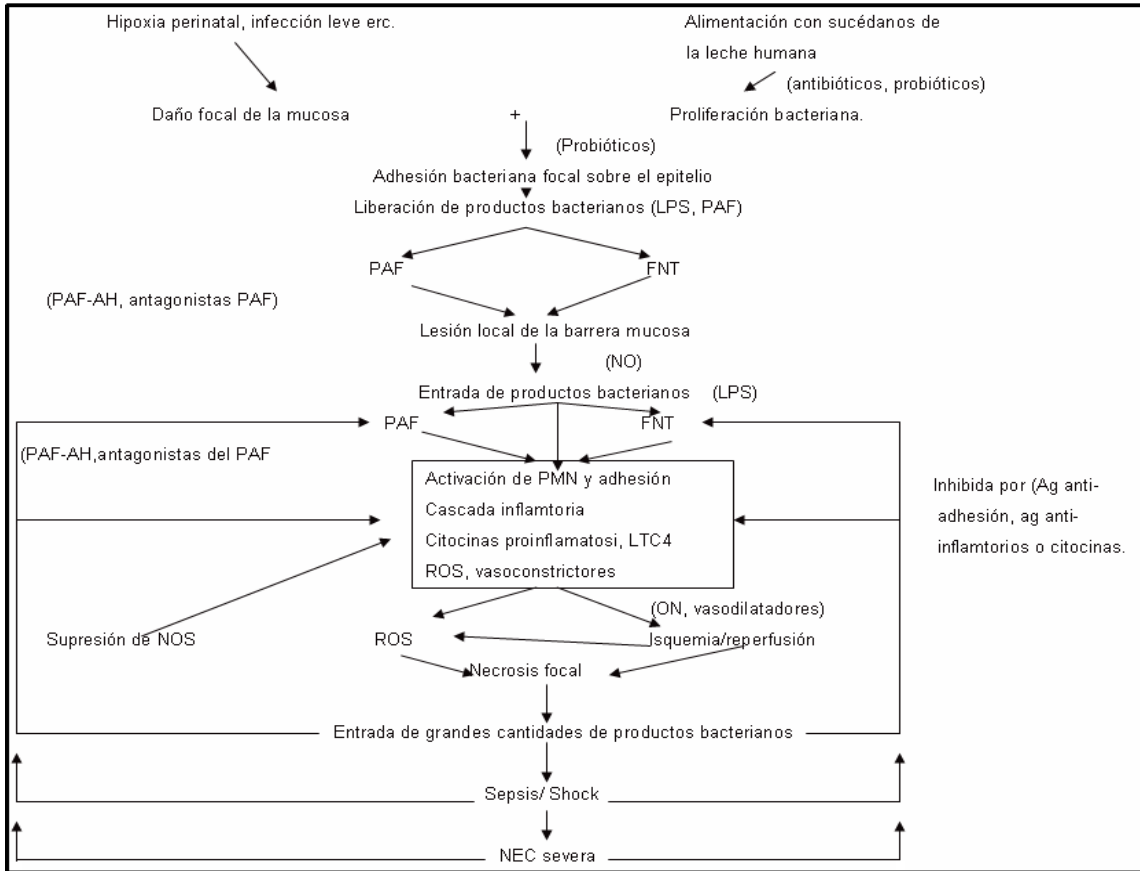 Hipoxia perinatal, infección leve erc.
Alimentación con sucédanos de
la leche humana
(antibióticos, probióticos)
Daño focal de la mucosa
+
Proliferación bacteriana.
(Probióticos)
Adhesión bacteriana focal sobre el epitelio
Liberación de productos bacterianos (LPS, PAF)
PAF
FNT
(PAF-AH, antagonistas PAF)
Lesión local de la barrera mucosa
(NO)
Entrada de productos bacterianos (LPS)
PAF
FNT
(PAF-AH,antagonistas del PAF
Activación de PMN y adhesión
Cascada inflamtoria
Citocinas proinflamatosi, LTC4
ROS, vasoconstrictores
Inhibida por (Ag anti-
adhesión, ag anti-
inflamtorios o citocinas.
(ON, vasodilatadores)
Supresión de NOS
ROS
Isquemia/reperfusión
Necrosis focal
Entrada de grandes cantidades de productos bacterianos
Sepsis/ Shock
NEC severa